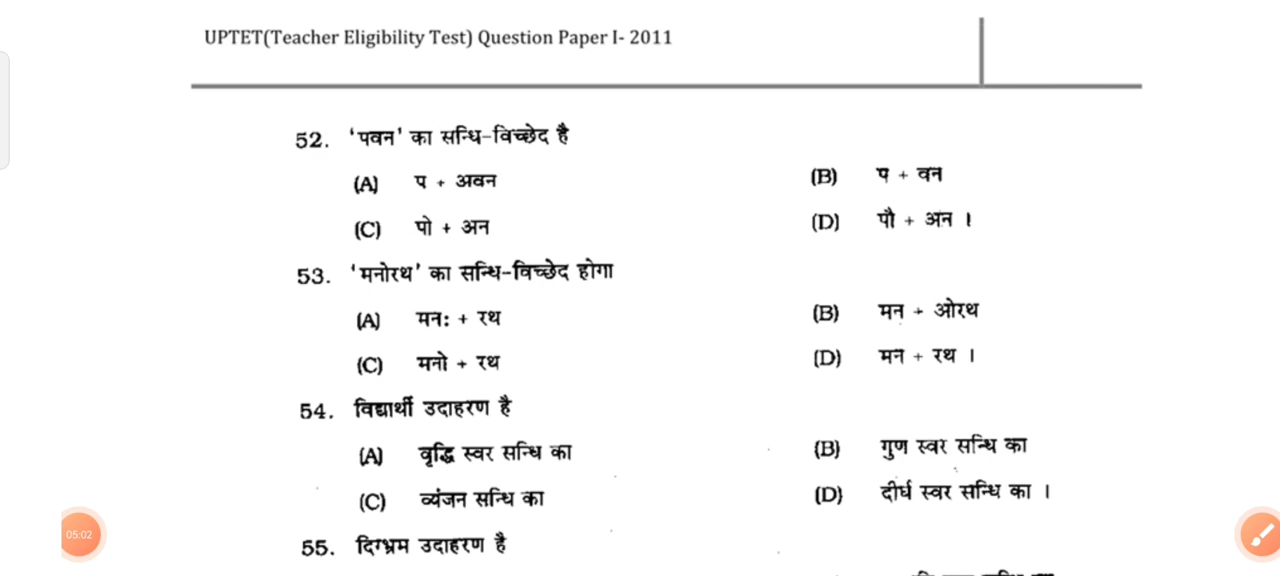 UPTET(Teacher Eligibility Test) Question Paper I- 2011
52. 'पवन' का सन्धि-विच्छेद है
(A) प + अवन (B) प + वन
(C) पो + अन (D) पौ + अन ।
53. 'मनोरथ' का सन्धि-विच्छेद होगा
(A) मन: + रथ (B) मन + ओरथ
(C) मनो + रथ (D) मन + रथ ।
54. विद्यार्थी उदाहरण है
(A) वृद्धि स्वर सन्धि का (B) गुण स्वर सन्धि का
(C) व्यंजन सन्धि का (D) दीर्घ स्वर सन्धि का ।
55. दिग्भ्रम उदाहरण है
05:02